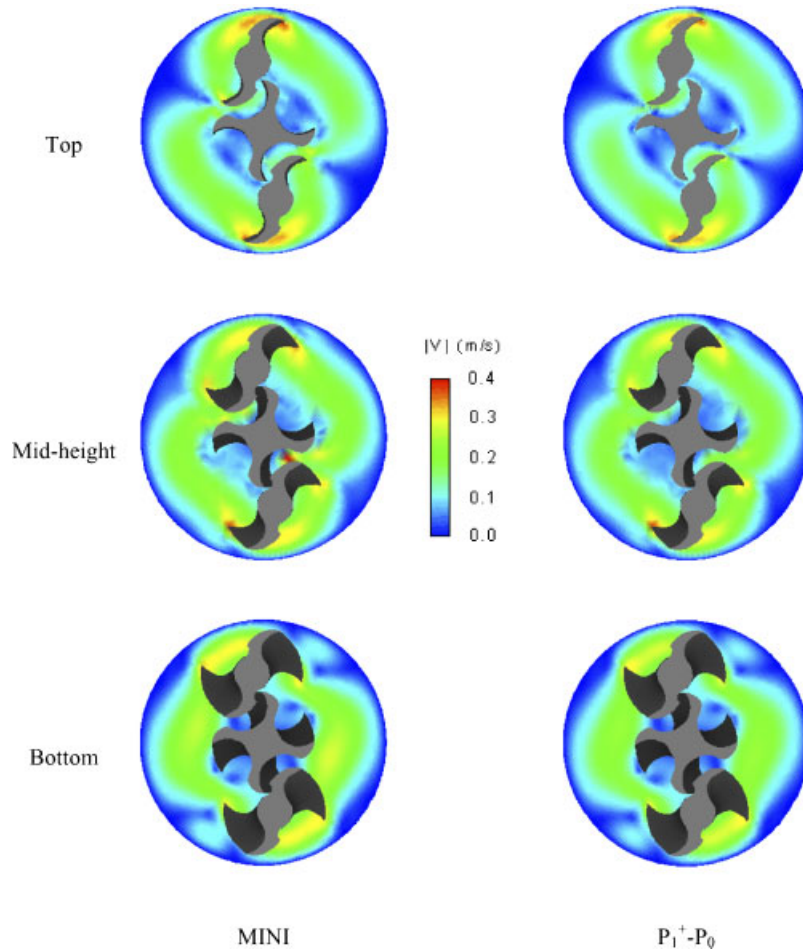 Top
Mid-height
|V| (m/s)
0.4
0.3
0.2
0.1
0.0
Bottom
MINI
P₁⁺-P₀